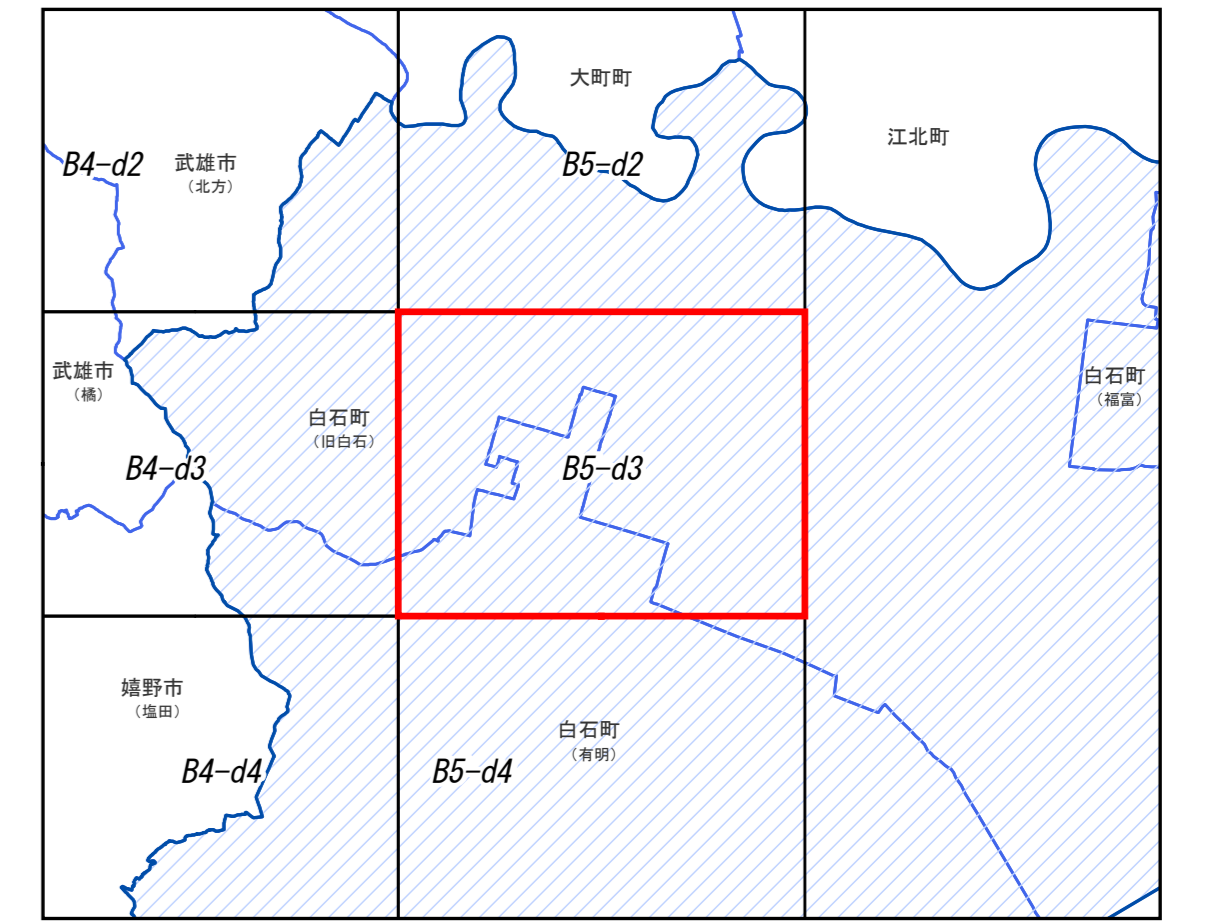 大町町
江北町
B4-d2
武雄市
（北方）
B5-d2
武雄市
（橘）
白石町
（旧白石）
白石町
（福富）
B4-d3
B5-d3
嬉野市
（塩田）
白石町
（有明）
B4-d4
B5-d4